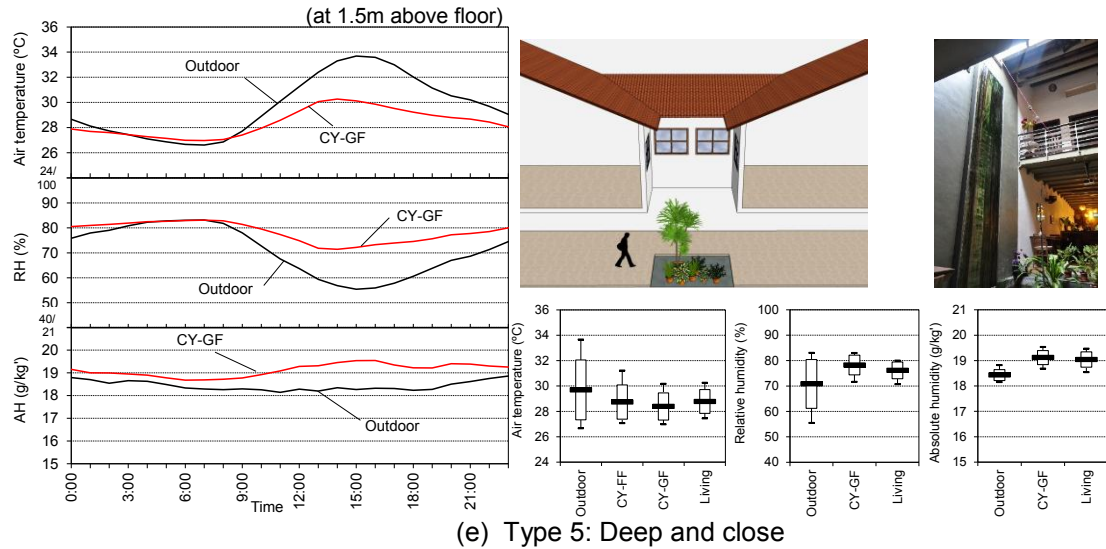 (at 1.5m above floor)
Air temperature (ºC)
36
34
32
30
28
26
24/
Outdoor
CY-GF
RH (%)
100
90
80
70
60
50
40/
CY-GF
Outdoor
AH (g/kg')
21
20
19
18
17
16
15
CY-GF
Outdoor
0:00
3:00
6:00
9:00
12:00
15:00
18:00
21:00
Time
Air temperature (°C)
36
34
32
30
28
26
24
Outdoor
CY-FF
CY-GF
Living
Relative humidity (%)
100
90
80
70
60
50
40
Outdoor
CY-GF
Living
Absolute humidity (g/kg')
21
20
19
18
17
16
15
Outdoor
CY-GF
Living
(e) Type 5: Deep and close